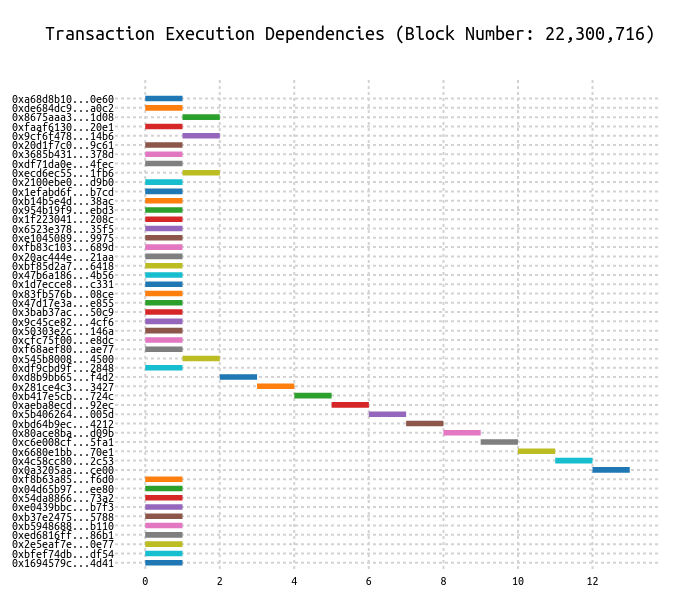 Transaction Execution Dependencies (Block Number: 22,300,716)
0xa68d8b10...0e60
0xde684dc9...a0c2
0x8675aaa3...1d08
0xfaaf6130...20e1
0x9cf6f478...14b6
0x20d1f7c0...9c61
0x3685b431...378d
0xdf71da0e...4fec
0xecd6ec55...1fb6
0x2100ebe0...d9b0
0x1efabd6f...b7cd
0xb14b5e4d...38ac
0x954b19f9...ebd3
0x1f223041...208c
0x6523e378...35f5
0xe1045089...9975
0xfb83c103...689d
0x20ac444e...21aa
0xbf85d2a7...6418
0x47b6a186...4b56
0x1d7ecce8...c331
0x83fb576b...08ce
0x47d17e3a...e855
0x3bab37ac...50c9
0x9c45ce82...4cf6
0x50303e2c...146a
0xcfc75f00...e8dc
0xf68aef80...ae77
0x545b8008...4500
0xdf9cbd9f...2848
0xd8b9bb65...f4d2
0x281ce4c3...3427
0xb417e5cb...724c
0xaeba8ecd...92ec
0x5b406264...005d
0xbd64b9ec...4212
0x80ace8ba...d09b
0xc6e008cf...5fa1
0x6680e1bb...70e1
0x4c58cc80...2c53
0x0a3205aa...ce00
0xf8b63a85...f6d0
0x04d65b97...ee80
0x54da8866...73a2
0xe0439bbc...b7f3
0xb37e2475...5788
0xb5948688...b110
0xed6816ff...86b1
0x2e5eaf7e...0e77
0xbfef74db...df54
0x1694579c...4d41
0 2 4 6 8 10 12